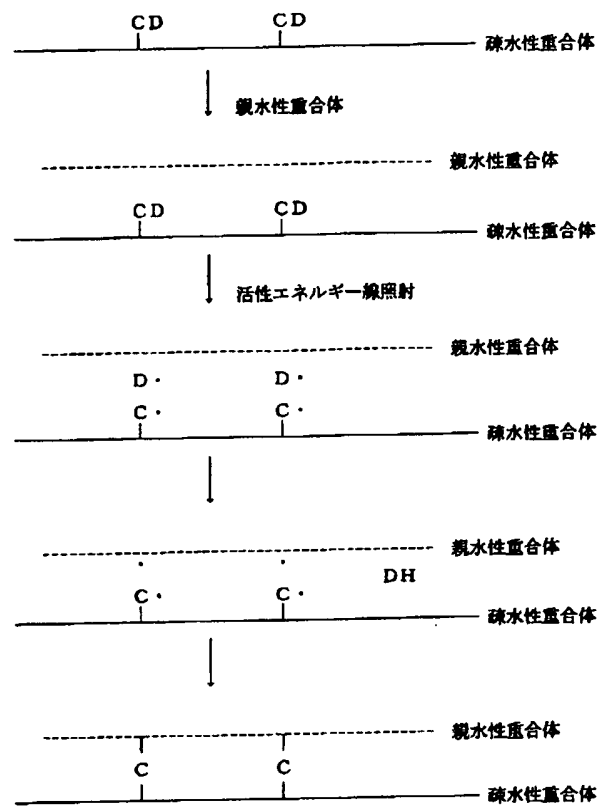 CD CD
疎水性重合体
親水性重合体
親水性重合体
CD CD
疎水性重合体
活性エネルギー線照射
親水性重合体
D・ D・
C・ C・
疎水性重合体
親水性重合体
・ ・
DH
C・ C・
疎水性重合体
親水性重合体
C C
疎水性重合体